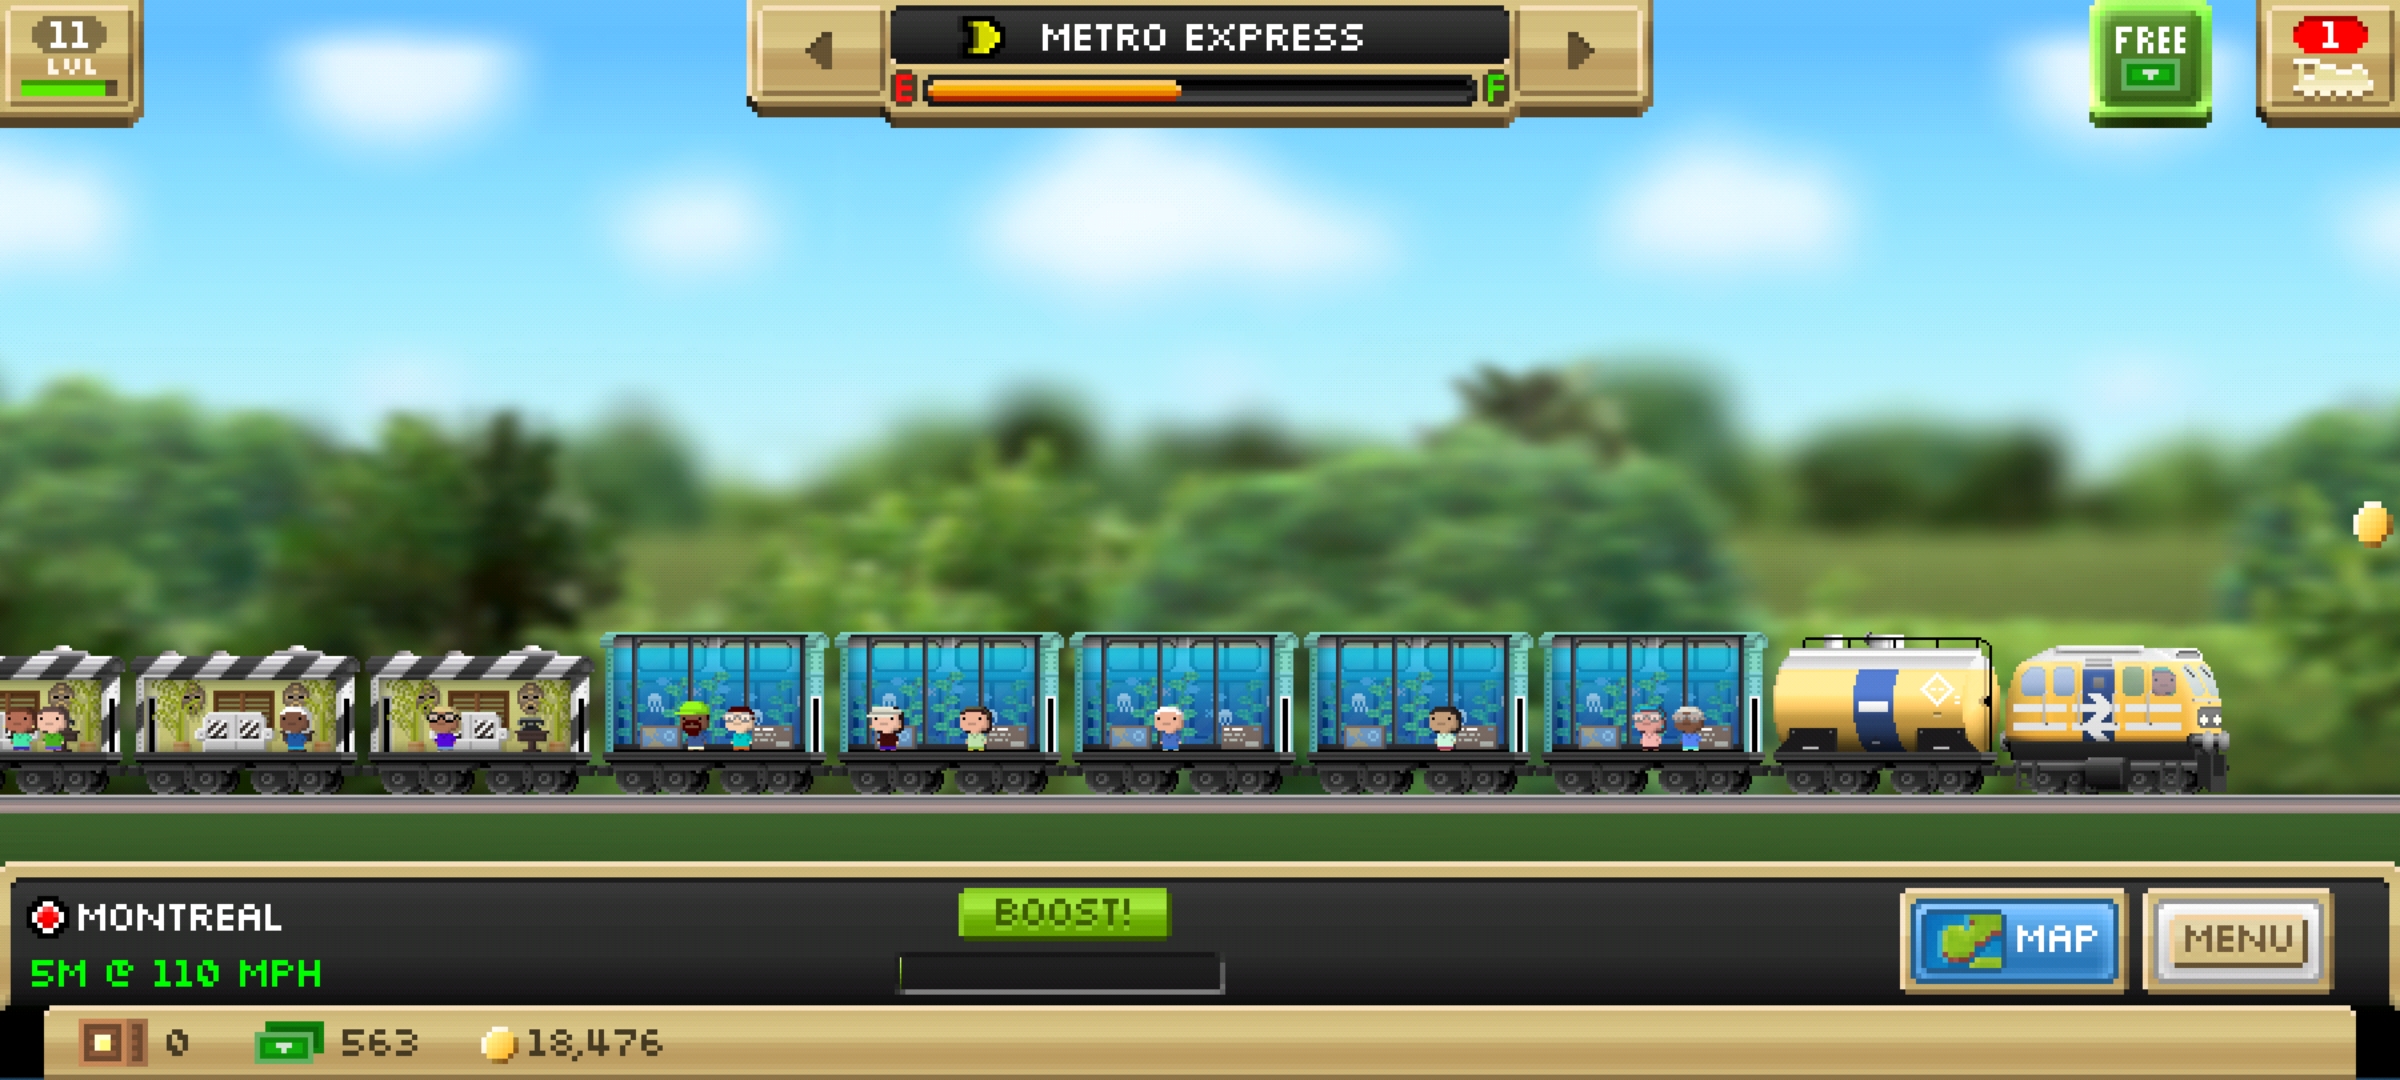 11
LVL
METRO EXPRESS
E F
FREE
1
MONTREAL
5M @ 110 MPH
BOOST!
MAP
MENU
0 563 18,476